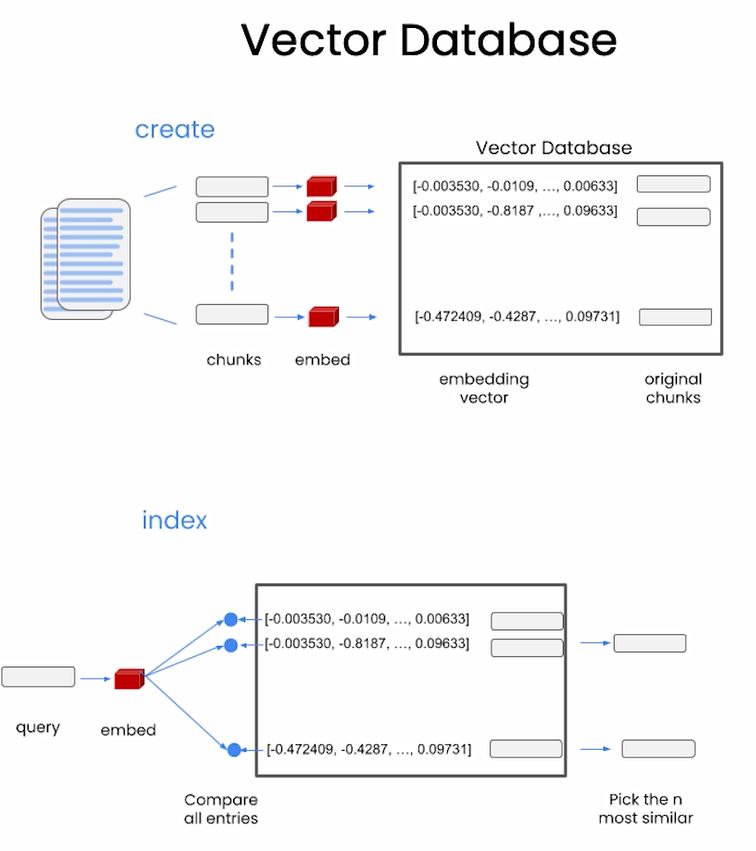 Vector Database
create
Vector Database
[-0.003530, -0.0109, ..., 0.00633]
[-0.003530, -0.8187 ,..., 0.09633]
[-0.472409, -0.4287, ..., 0.09731]
chunks
embed
embedding
vector
original
chunks
index
[-0.003530, -0.0109, ..., 0.00633]
[-0.003530, -0.8187, ..., 0.09633]
[-0.472409, -0.4287, ..., 0.09731]
query
embed
Compare
all entries
Pick the n
most similar